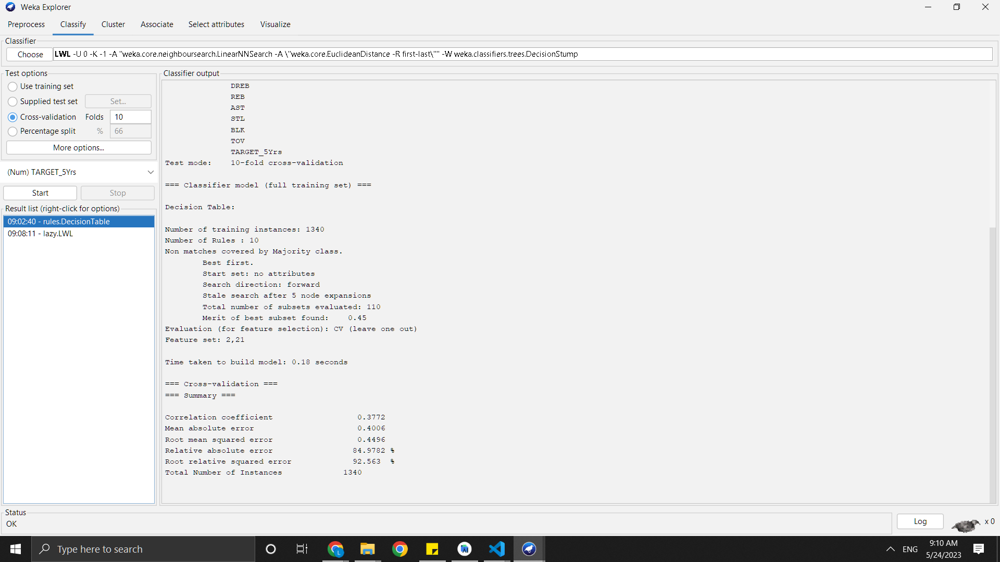 Weka Explorer
Preprocess Classify Cluster Associate Select attributes Visualize
Classifier
Choose LWL -U 0 -K -1 -A "weka.core.neighboursearch.LinearNNSearch -A \"weka.core.EuclideanDistance -R first-last\"" -W weka.classifiers.trees.DecisionStump
Test options
Use training set
Supplied test set Set...
Cross-validation Folds 10
Percentage split % 66
More options...
(Num) TARGET_5Yrs
Start Stop
Result list (right-click for options)
09:02:40 - rules.DecisionTable
09:08:11 - lazy.LWL
Classifier output
DREB
REB
AST
STL
BLK
TOV
TARGET_5Yrs
Test mode: 10-fold cross-validation
=== Classifier model (full training set) ===
Decision Table:
Number of training instances: 1340
Number of Rules : 10
Non matches covered by Majority class.
Best first.
Start set: no attributes
Search direction: forward
Stale search after 5 node expansions
Total number of subsets evaluated: 110
Merit of best subset found: 0.45
Evaluation (for feature selection): CV (leave one out)
Feature set: 2,21
Time taken to build model: 0.18 seconds
=== Cross-validation ===
=== Summary ===
Correlation coefficient 0.3772
Mean absolute error 0.4006
Root mean squared error 0.4496
Relative absolute error 84.9782 %
Root relative squared error 92.563 %
Total Number of Instances 1340
Status
OK
Log
x 0
Type here to search
L
ENG
9:10 AM
5/24/2023